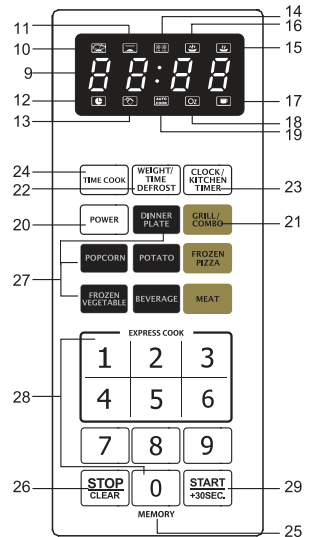 11
14
16
10
15
9
88:88
12
AUTO
COOK
Oz
17
13
18
19
24
TIME COOK
WEIGHT/
TIME
DEFROST
CLOCK/
KITCHEN
TIMER
22
23
20
POWER
DINNER
PLATE
GRILL/
COMBO
21
27
POPCORN
POTATO
FROZEN
PIZZA
FROZEN
VEGETABLE
BEVERAGE
MEAT
EXPRESS COOK
1 2 3
28
4 5 6
7 8 9
26
STOP
CLEAR
0
START
+30SEC.
29
MEMORY
25